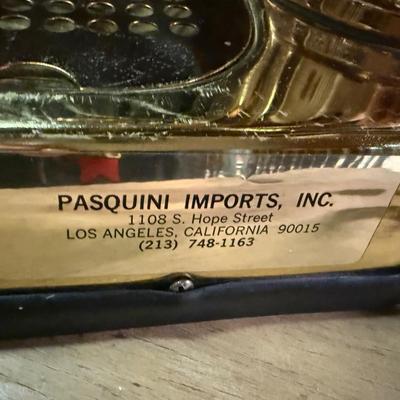 PASQUINI IMPORTS, INC.
1108 S. Hope Street
LOS ANGELES, CALIFORNIA 90015
(213) 748-1163